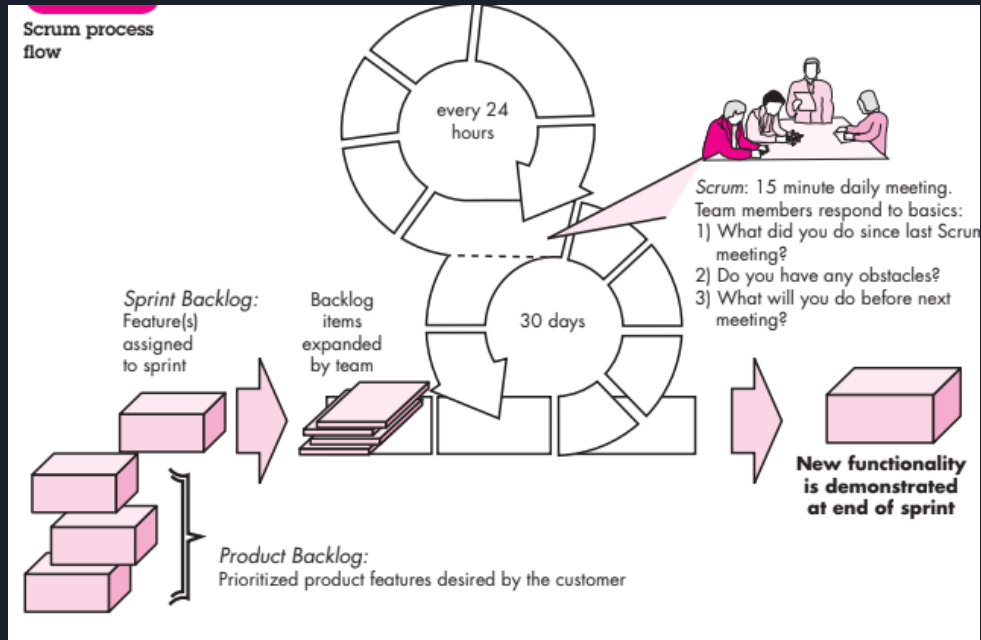 Scrum process
flow
every 24
hours
Scrum: 15 minute daily meeting.
Team members respond to basics:
1) What did you do since last Scrum
meeting?
2) Do you have any obstacles?
3) What will you do before next
meeting?
Sprint Backlog:
Feature(s)
assigned
to sprint
Backlog
items
expanded
by team
30 days
New functionality
is demonstrated
at end of sprint
Product Backlog:
Prioritized product features desired by the customer